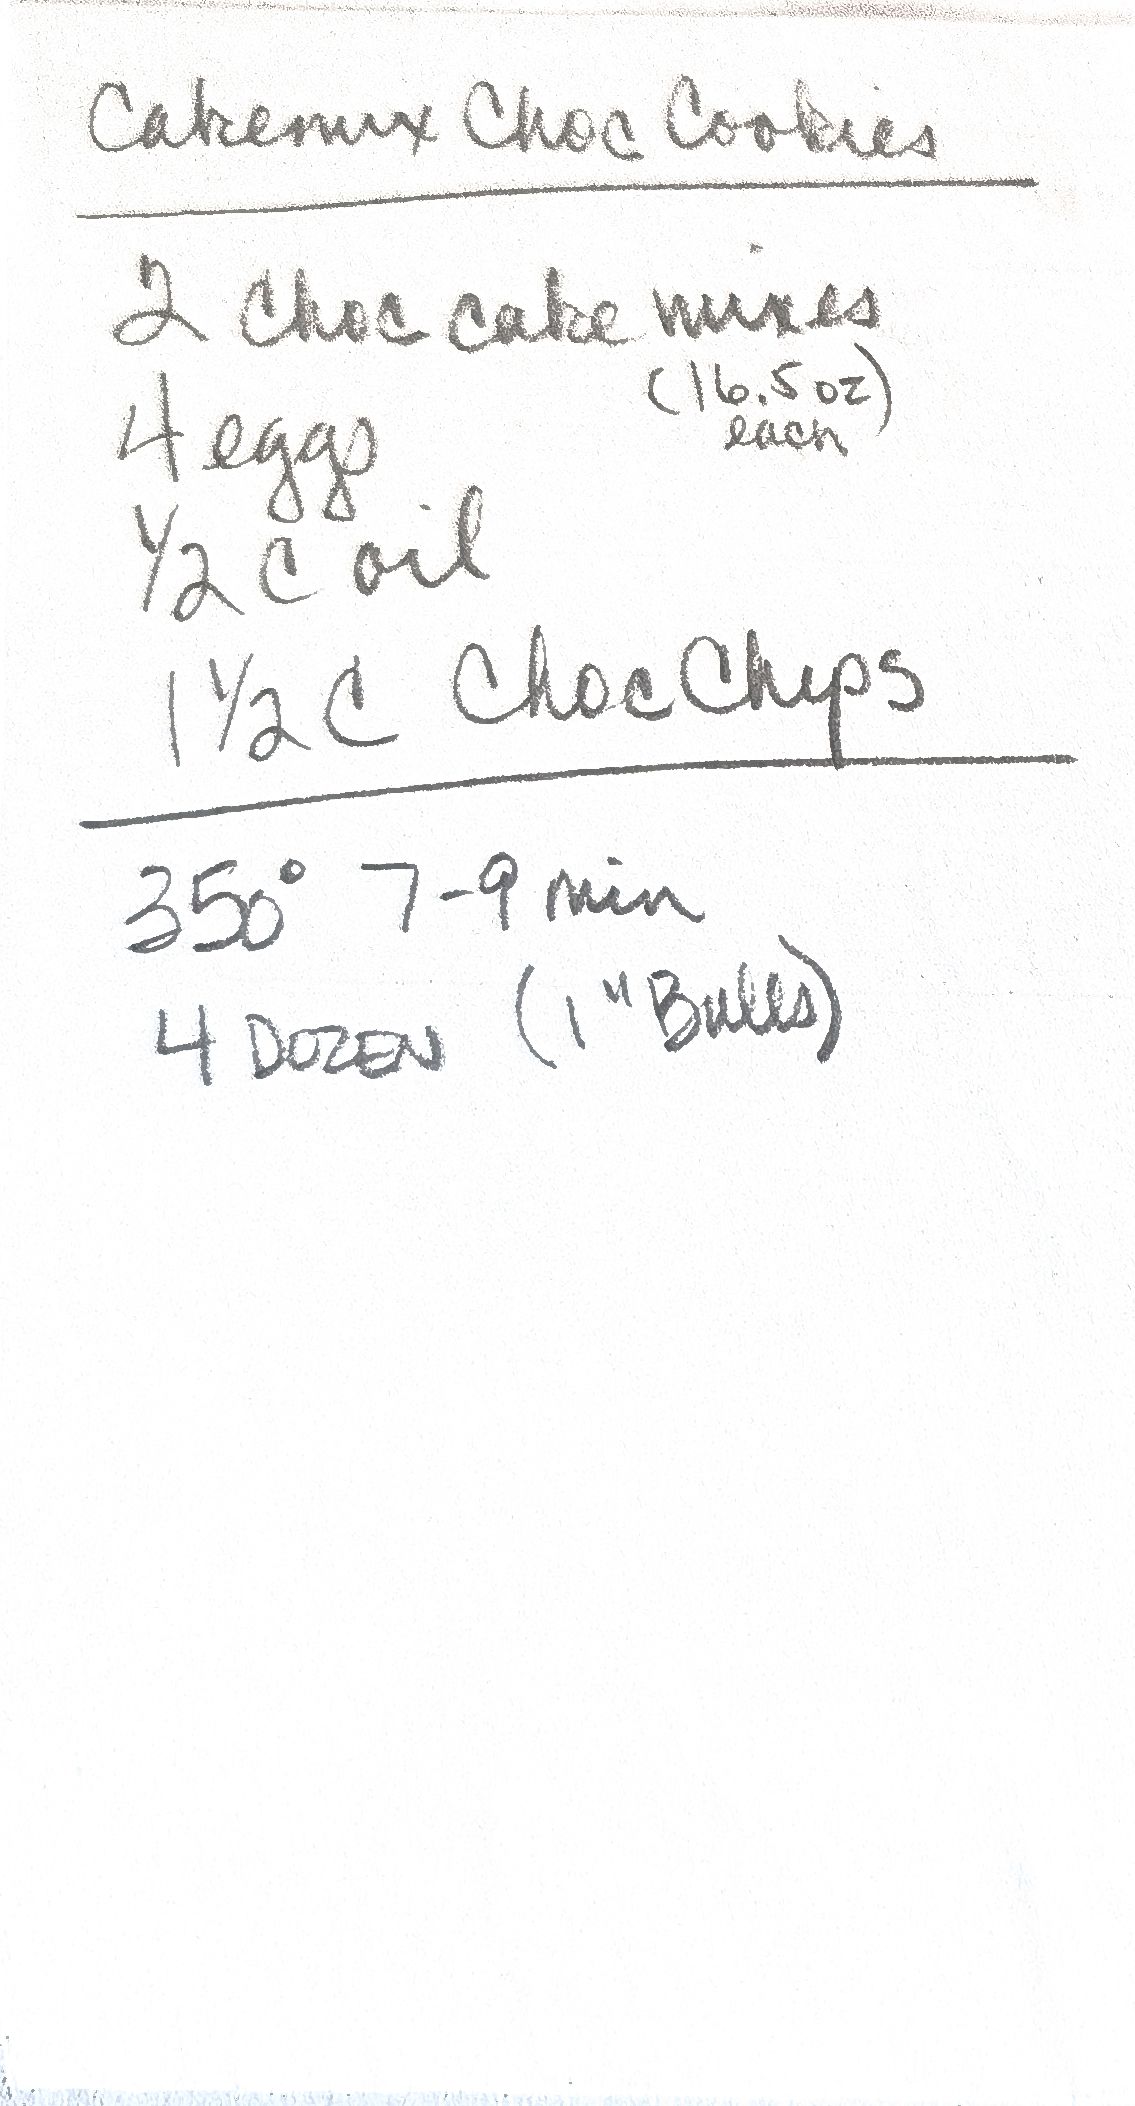 Cakemix Choc Cookies
2 Choc cake mixes
(16.5 oz)
each
4 eggs
1/2 C oil
1 1/2 C Choc Chips
350° 7-9 min
4 DOZEN (1" Balls)